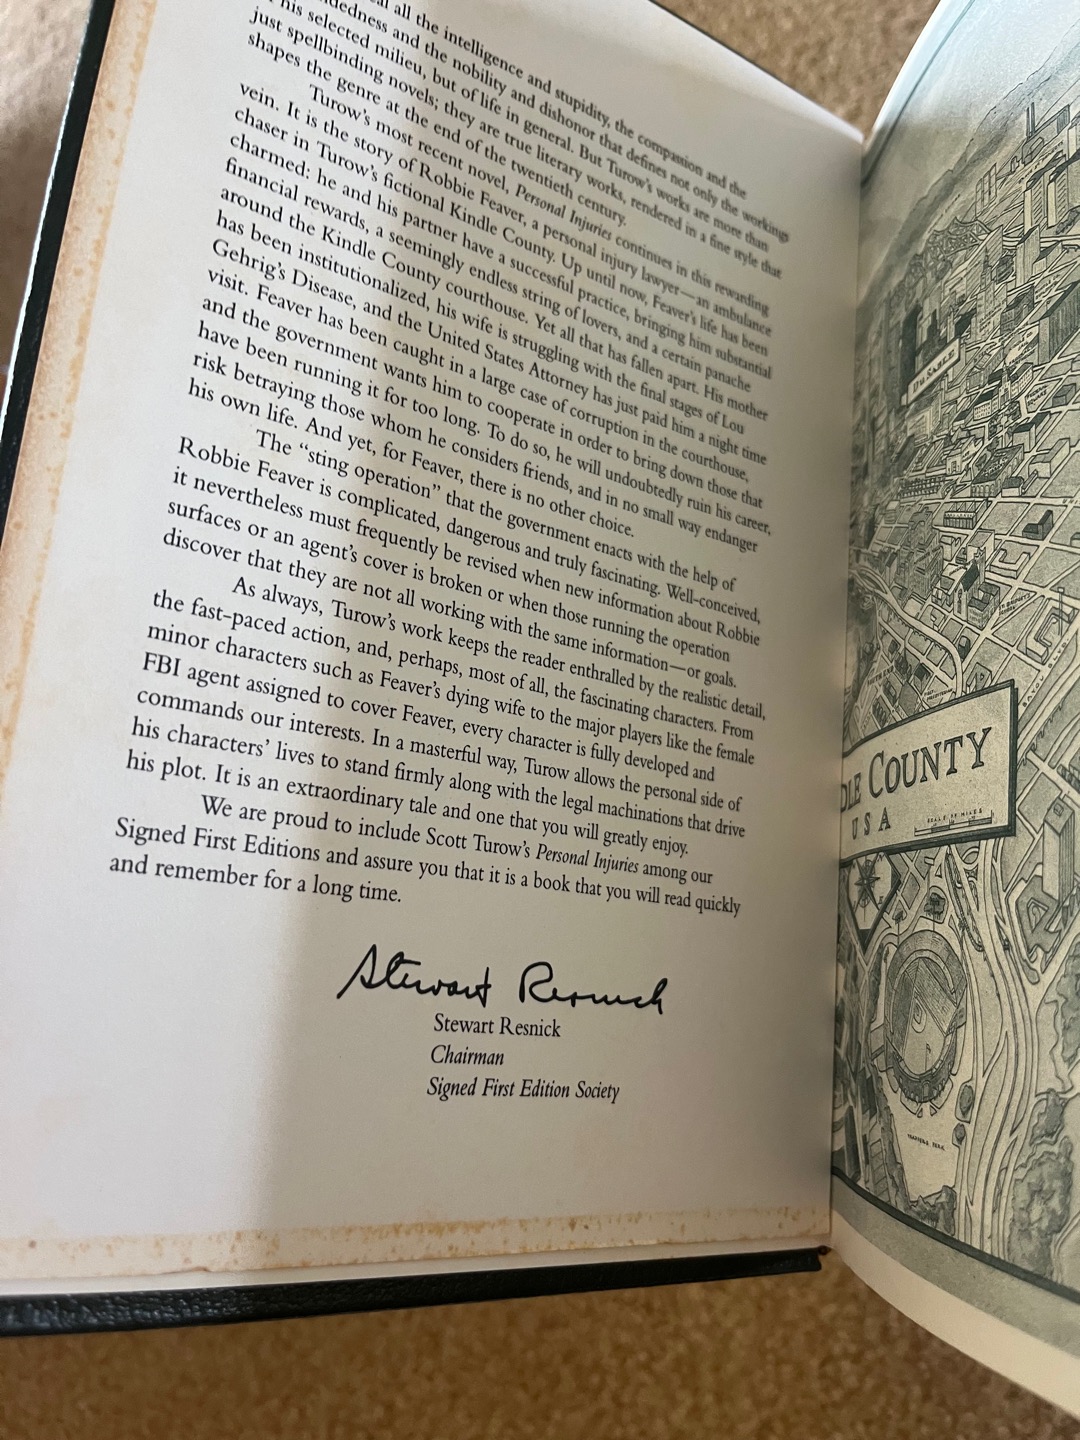 all the intelligence and stupidity, the compassion and the
and the nobility and dishonor that defines not only the workings
his selected milieu, but of life in general. But Turow's works are more than
just spellbinding novels; they are true literary works, rendered in a fine style that
shapes the genre at the end of the twentieth century.
Turow's most recent novel, Personal Injuries continues in this rewarding
vein. It is the story of Robbie Feaver, a personal injury lawyer—an ambulance
chaser in Turow's fictional Kindle County. Up until now, Feaver's life has been
charmed: he and his partner have a successful practice, bringing him substantial
financial rewards, a seemingly endless string of lovers, and a certain panache
around the Kindle County courthouse. Yet all that has fallen apart. His mother
has been institutionalized, his wife is struggling with the final stages of Lou
Gehrig's Disease, and the United States Attorney has just paid him a night time
visit. Feaver has been caught in a large case of corruption in the courthouse,
and the government wants him to cooperate in order to bring down those that
have been running it for too long. To do so, he will undoubtedly ruin his career,
risk betraying those whom he considers friends, and in no small way endanger
his own life. And yet, for Feaver, there is no other choice.
The "sting operation" that the government enacts with the help of
Robbie Feaver is complicated, dangerous and truly fascinating. Well-conceived,
it nevertheless must frequently be revised when new information about Robbie
surfaces or an agent's cover is broken or when those running the operation
discover that they are not all working with the same information—or goals.
As always, Turow's work keeps the reader enthralled by the realistic detail,
the fast-paced action, and, perhaps, most of all, the fascinating characters. From
minor characters such as Feaver's dying wife to the major players like the female
FBI agent assigned to cover Feaver, every character is fully developed and
commands our interests. In a masterful way, Turow allows the personal side of
his characters' lives to stand firmly along with the legal machinations that drive
his plot. It is an extraordinary tale and one that you will greatly enjoy.
We are proud to include Scott Turow's Personal Injuries among our
Signed First Editions and assure you that it is a book that you will read quickly
and remember for a long time.
Stewart Resnick
Stewart Resnick
Chairman
Signed First Edition Society
DU SABLE
DLE COUNTY
USA
SCALE OF MILES
TRAPPERS PARK